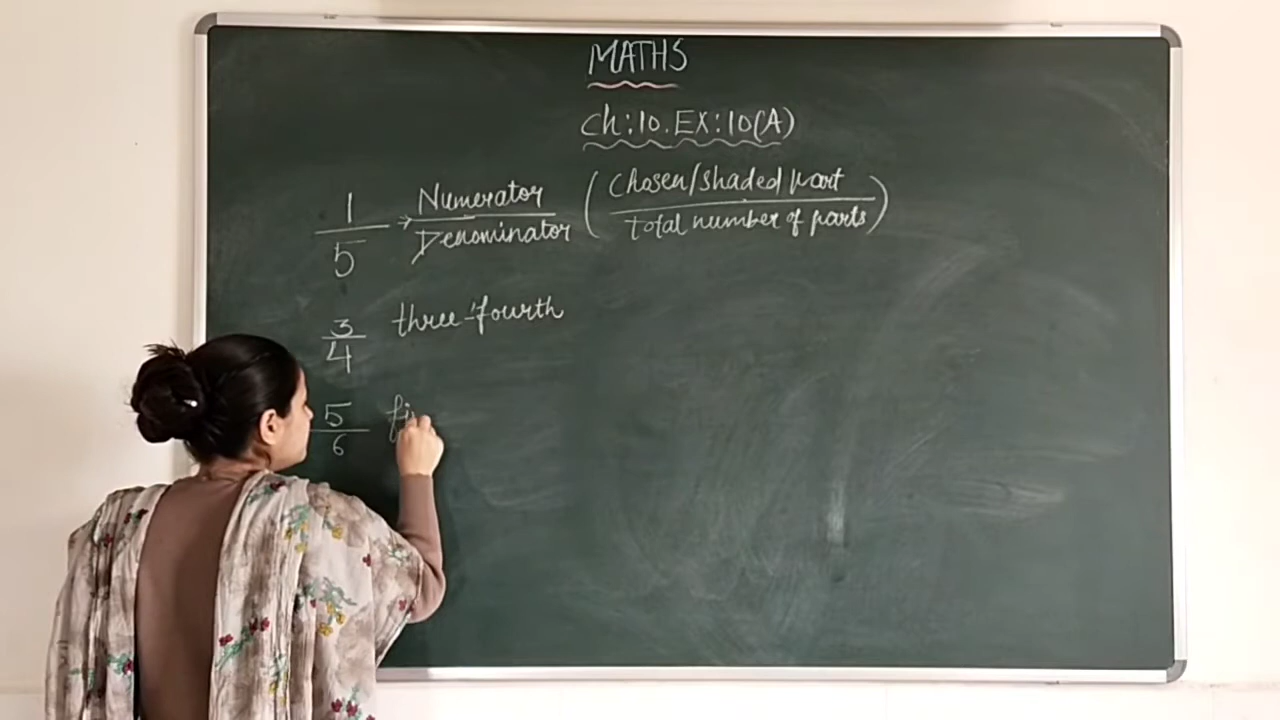 MATHS
Ch:10. EX:10(A)
1/5 → Numerator/Denominator (Chosen/shaded part / Total number of parts)
3/4 three-fourth
5/6 fi